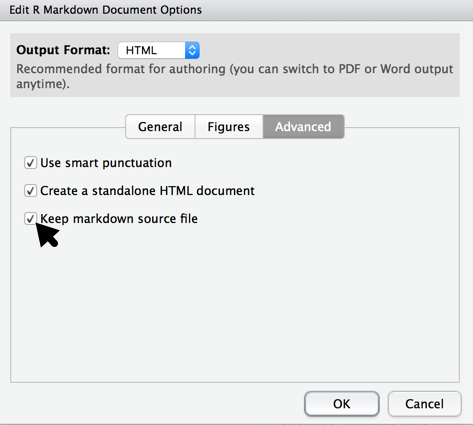 Edit R Markdown Document Options
Output Format: HTML
Recommended format for authoring (you can switch to PDF or Word output
anytime).
General Figures Advanced
Use smart punctuation
Create a standalone HTML document
Keep markdown source file
OK Cancel